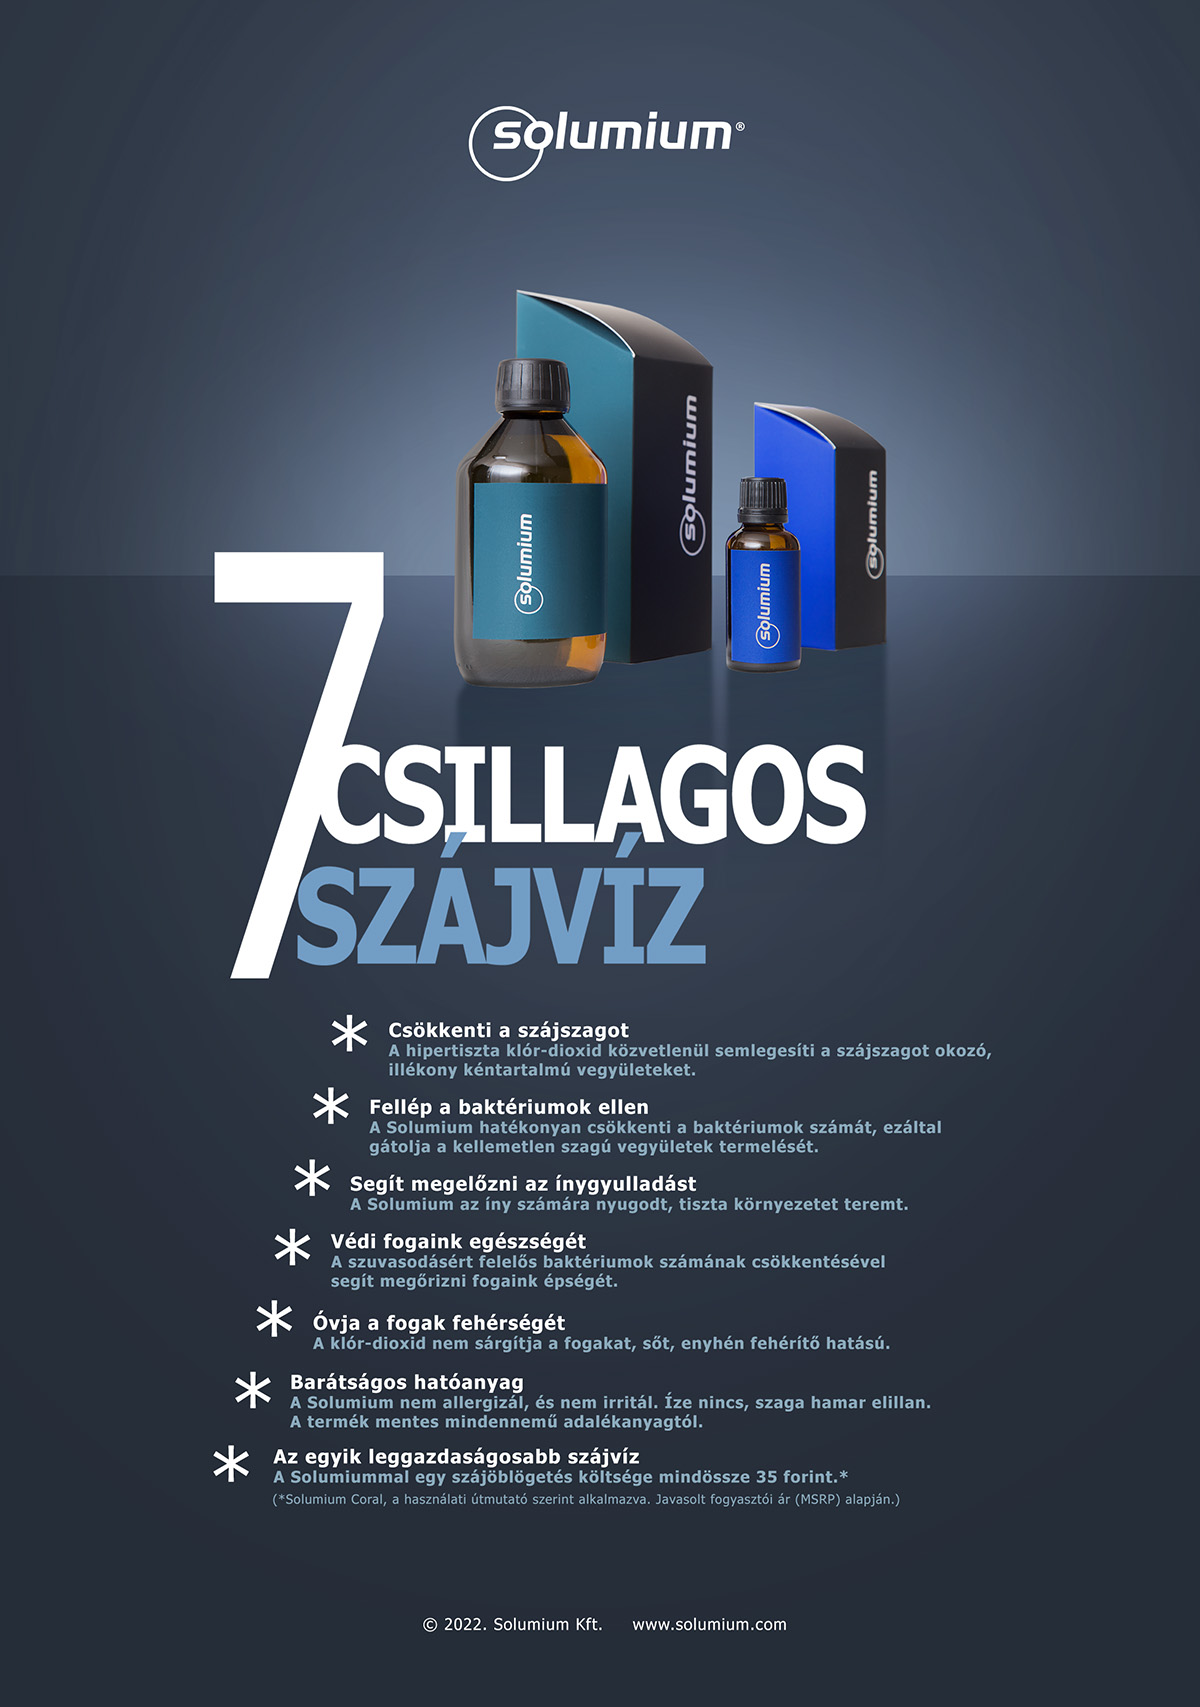 solumium®
solumium
solumium
solumium
solumium
7
CSILLAGOS
SZÁJVÍZ
* Csökkenti a szájszagot
A hipertiszta klór-dioxid közvetlenül semlegesíti a szájszagot okozó,
illékony kéntartalmú vegyületeket.
* Fellép a baktériumok ellen
A Solumium hatékonyan csökkenti a baktériumok számát, ezáltal
gátolja a kellemetlen szagú vegyületek termelését.
* Segít megelőzni az ínygyulladást
A Solumium az íny számára nyugodt, tiszta környezetet teremt.
* Védi fogaink egészségét
A szuvasodásért felelős baktériumok számának csökkentésével
segít megőrizni fogaink épségét.
* Óvja a fogak fehérségét
A klór-dioxid nem sárgítja a fogakat, sőt, enyhén fehérítő hatású.
* Barátságos hatóanyag
A Solumium nem allergizál, és nem irritál. Íze nincs, szaga hamar elillan.
A termék mentes mindennemű adalékanyagtól.
* Az egyik leggazdaságosabb szájvíz
A Solumiummal egy szájöblögetés költsége mindössze 35 forint.*
(*Solumium Coral, a használati útmutató szerint alkalmazva. Javasolt fogyasztói ár (MSRP) alapján.)
© 2022. Solumium Kft. www.solumium.com